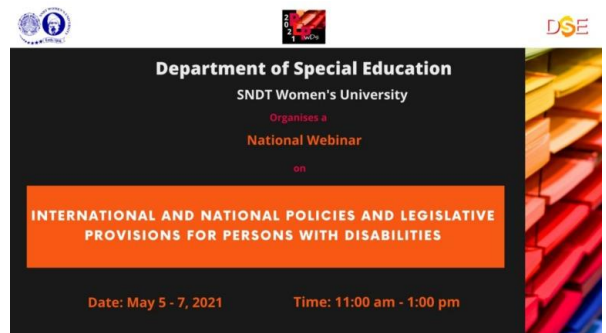 DSE
Department of Special Education
SNDT Women's University
Organises a
National Webinar
on
INTERNATIONAL AND NATIONAL POLICIES AND LEGISLATIVE
PROVISIONS FOR PERSONS WITH DISABILITIES
Date: May 5 - 7, 2021
Time: 11:00 am - 1:00 pm